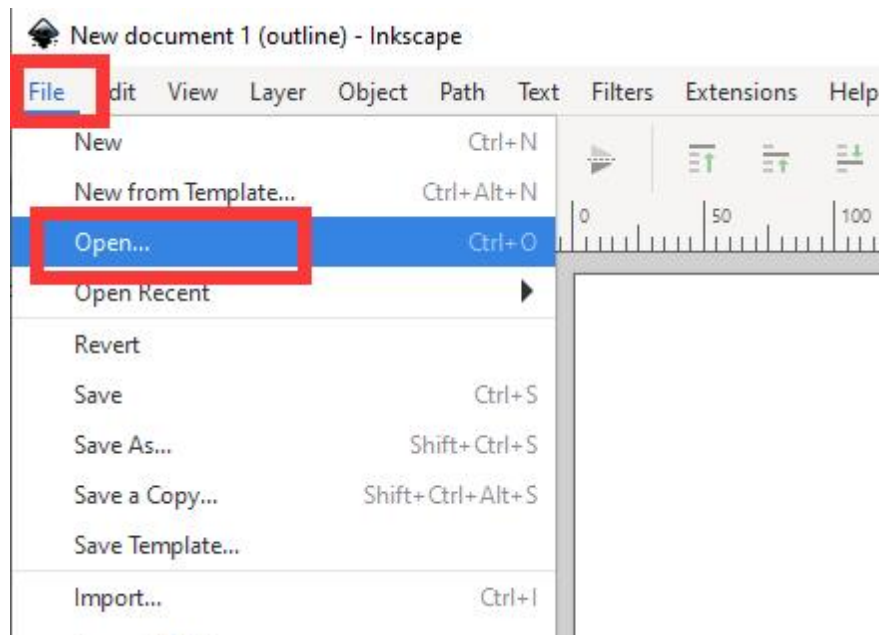 New document 1 (outline) - Inkscape
File dit View Layer Object Path Text Filters Extensions Help
New Ctrl+N
New from Template... Ctrl+Alt+N
0 50 100
Open... Ctrl+O
Open Recent
Revert
Save Ctrl+S
Save As... Shift+Ctrl+S
Save a Copy... Shift+Ctrl+Alt+S
Save Template...
Import... Ctrl+I